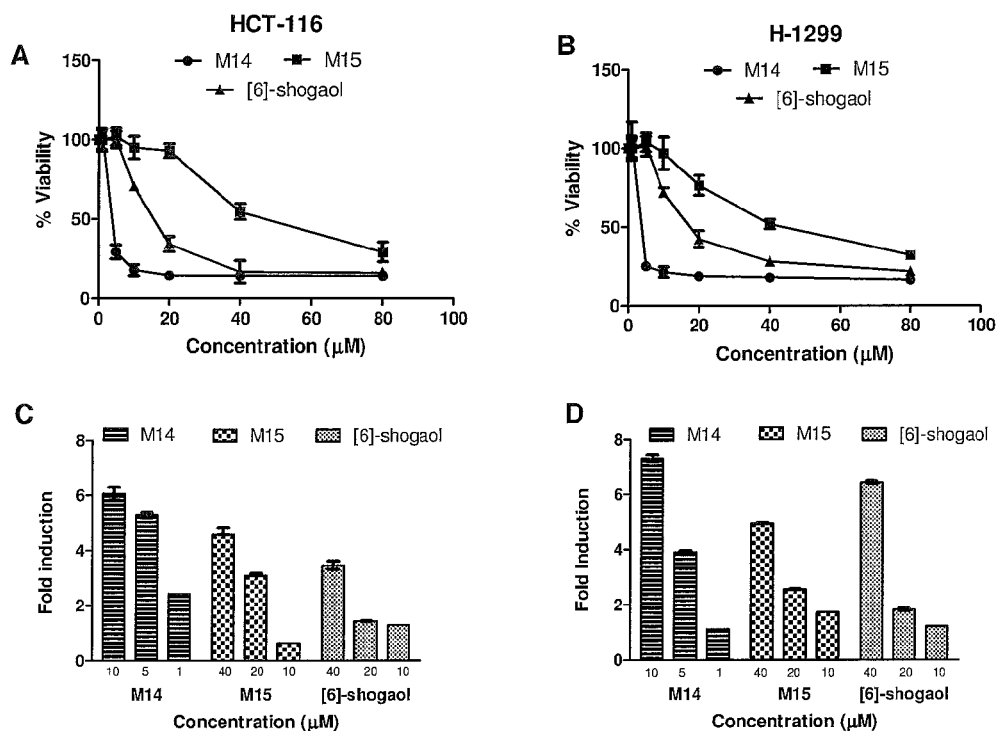 A
HCT-116
M14 M15
[6]-shogaol
150
100
50
0
% Viability
0 20 40 60 80 100
Concentration (µM)
B
H-1299
M14 M15
[6]-shogaol
150
100
50
0
% Viability
0 20 40 60 80 100
Concentration (µM)
C
M14 M15 [6]-shogaol
8
6
4
2
0
Fold induction
10 5 1 40 20 10 40 20 10
M14 M15 [6]-shogaol
Concentration (µM)
D
M14 M15 [6]-shogaol
8
6
4
2
0
Fold Induction
10 5 1 40 20 10 40 20 10
M14 M15 [6]-shogaol
Concentration (µM)